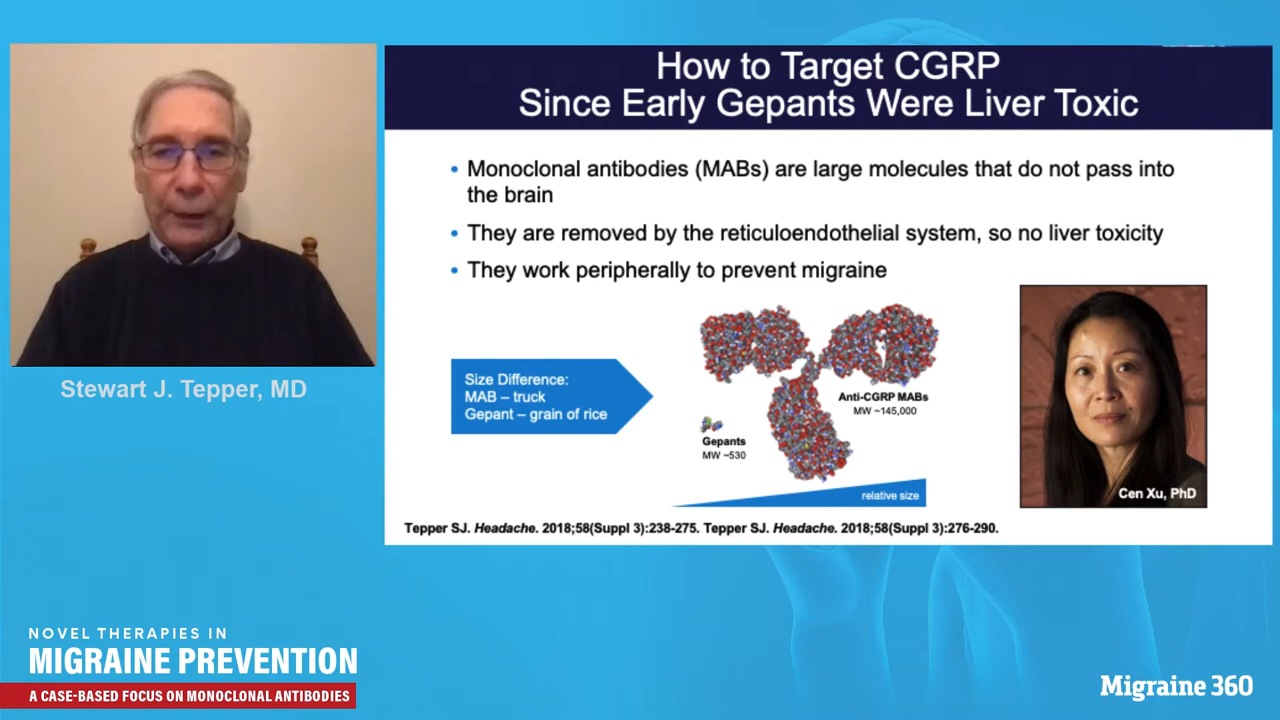 How to Target CGRP
Since Early Gepants Were Liver Toxic
• Monoclonal antibodies (MABs) are large molecules that do not pass into
the brain
• They are removed by the reticuloendothelial system, so no liver toxicity
• They work peripherally to prevent migraine
Size Difference:
MAB – truck
Gepant – grain of rice
Gepants
MW ~530
Anti-CGRP MABs
MW ~145,000
relative size
Cen Xu, PhD
Tepper SJ. Headache. 2018;58(Suppl 3):238-275. Tepper SJ. Headache. 2018;58(Suppl 3):276-290.
Stewart J. Tepper, MD
NOVEL THERAPIES IN
MIGRAINE PREVENTION
A CASE-BASED FOCUS ON MONOCLONAL ANTIBODIES
Migraine 360